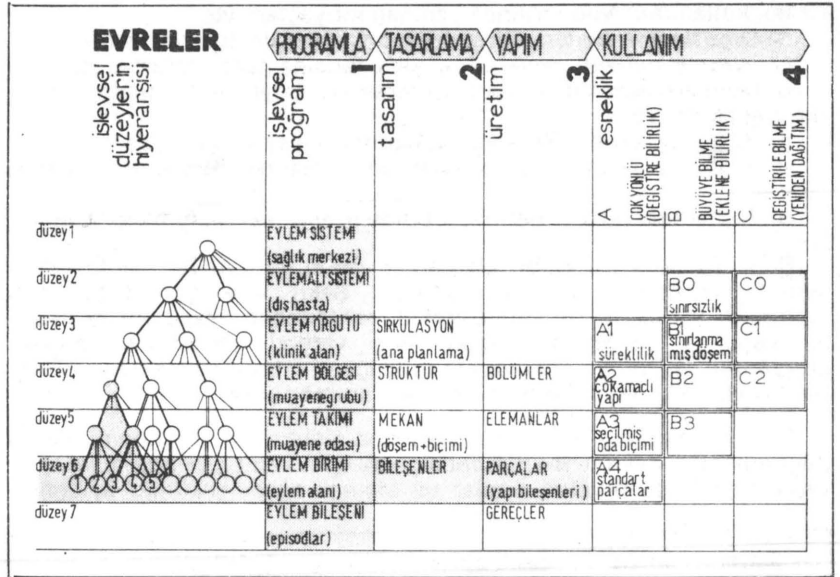 EVRELER
PROGRAMLA
TASARLAMA
YAPIM
KULLANIM
işlevsel
düzeylerin
hiyerarşisi
işlevsel
proğram
1
tasarım
2
üretim
3
esneklik
4
A
ÇOK YÖNLÜ
(DEĞİŞTİRE BİLİRLİK)
B
BÜYÜYE BİLME
(EKLENE BİLİRLİK)
C
DEĞİŞTİRİLEBİLME
(YENİDEN DAĞITIM)
düzey 1
EYLEM SİSTEMİ
(sağlık merkezi)
düzey 2
EYLEMALTSİSTEMİ
(dış hasta)
B0
sınırsızlık
C0
düzey 3
EYLEM ÖRGÜTÜ
(klinik alan)
SİRKÜLASYON
(ana planlama)
A1
süreklilik
B1
sınırlanma
mış döşem
C1
düzey 4
EYLEM BÖLGESİ
(muayenegrubu)
STRÜKTÜR
BÖLÜMLER
A2
çokamaçlı
yapı
B2
C2
düzey 5
EYLEM TAKIMI
(muayene odası)
MEKAN
(döşem+biçimi)
ELEMANLAR
A3
seçilmiş
oda biçimi
B3
düzey 6
1 2 3 4 5
EYLEM BİRİMİ
(eylem alanı)
BİLEŞENLER
PARÇALAR
(yapı bileşenleri)
A4
standart
parçalar
düzey 7
EYLEM BİLEŞENİ
(episodlar)
GEREÇLER